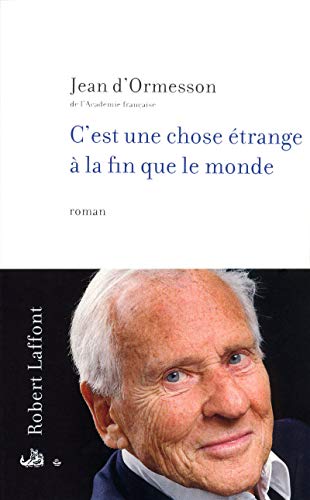 Jean d'Ormesson
de l'Académie française
C'est une chose étrange
à la fin que le monde
roman
Robert Laffont